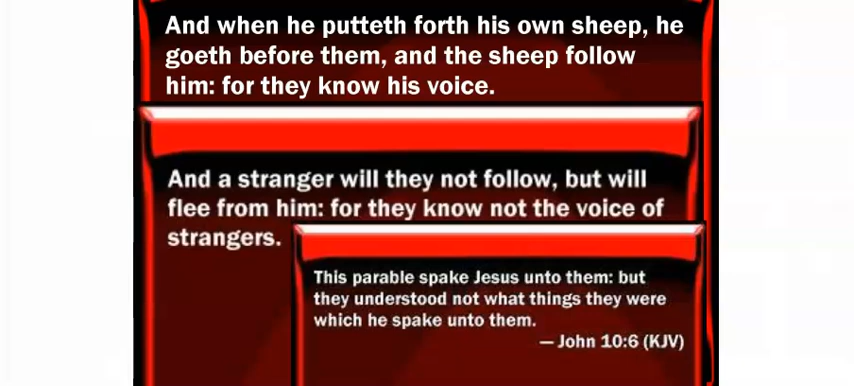 And when he putteth forth his own sheep, he
goeth before them, and the sheep follow
him: for they know his voice.
And a stranger will they not follow, but will
flee from him: for they know not the voice of
strangers.
This parable spake Jesus unto them: but
they understood not what things they were
which he spake unto them.
— John 10:6 (KJV)